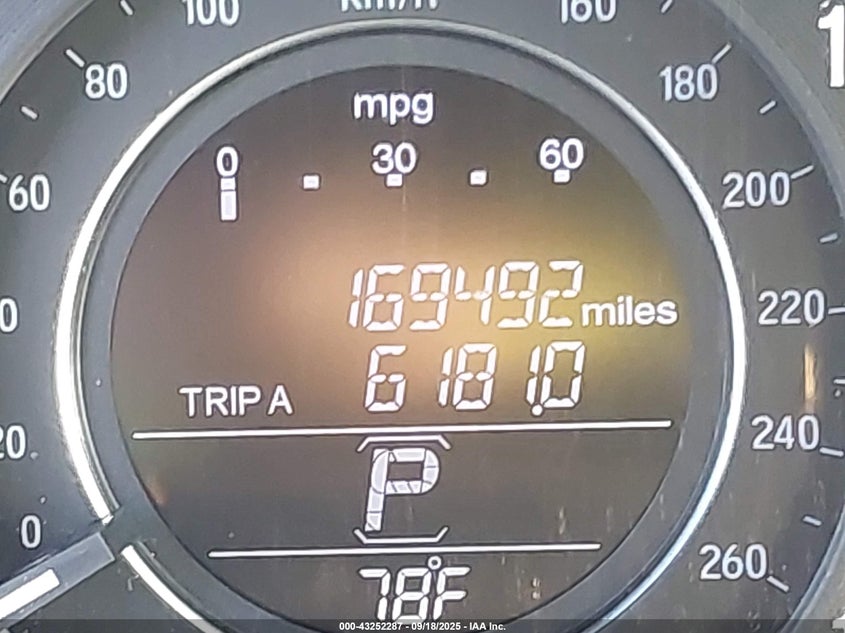 100 km/h 160
80 180
mpg
0 30 60
60 200
169492 miles
220
TRIP A 6181.0
240
P
0
260
78°F
000-43252287 - 09/18/2025 - IAA Inc.